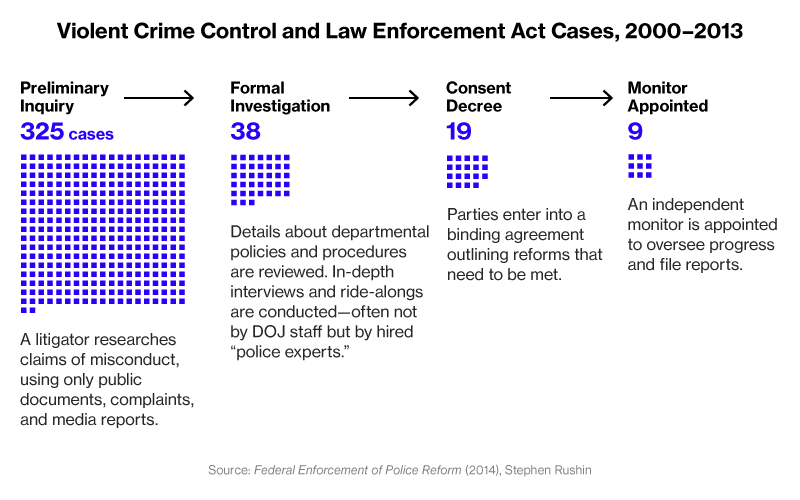 Violent Crime Control and Law Enforcement Act Cases, 2000–2013
Preliminary
Inquiry
325 cases
A litigator researches
claims of misconduct,
using only public
documents, complaints,
and media reports.
Formal
Investigation
38
Details about departmental
policies and procedures
are reviewed. In-depth
interviews and ride-alongs
are conducted—often not
by DOJ staff but by hired
“police experts.”
Consent
Decree
19
Parties enter into a
binding agreement
outlining reforms that
need to be met.
Monitor
Appointed
9
An independent
monitor is appointed
to oversee progress
and file reports.
Source: Federal Enforcement of Police Reform (2014), Stephen Rushin